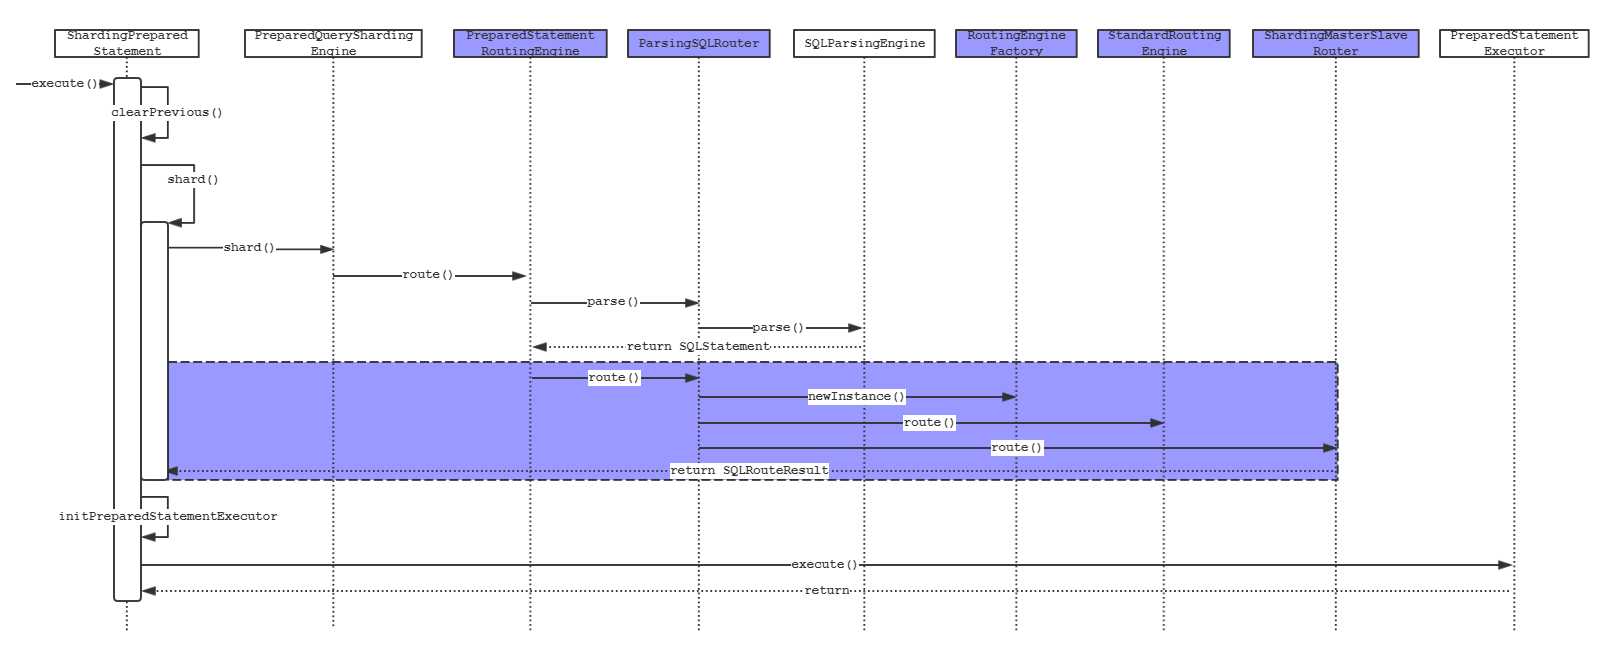 ShardingPrepared
Statement
PreparedQuerySharding
Engine
PreparedStatement
RoutingEngine
ParsingSQLRouter
SQLParsingEngine
RoutingEngine
Factory
StandardRouting
Engine
ShardingMasterSlave
Router
PreparedStatement
Executor
execute()
clearPrevious()
shard()
shard()
route()
parse()
parse()
return SQLStatement
route()
newInstance()
route()
route()
return SQLRouteResult
initPreparedStatementExecutor
execute()
return